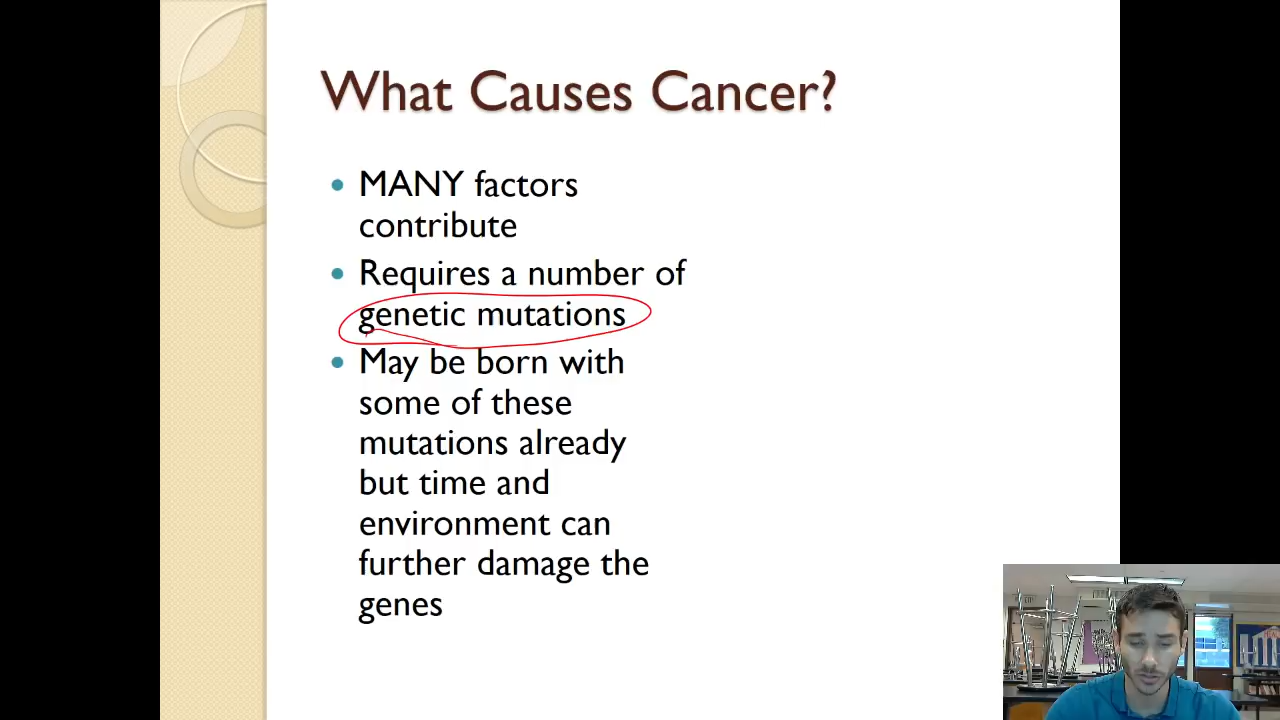 What Causes Cancer?
MANY factors
contribute
Requires a number of
genetic mutations
May be born with
some of these
mutations already
but time and
environment can
further damage the
genes